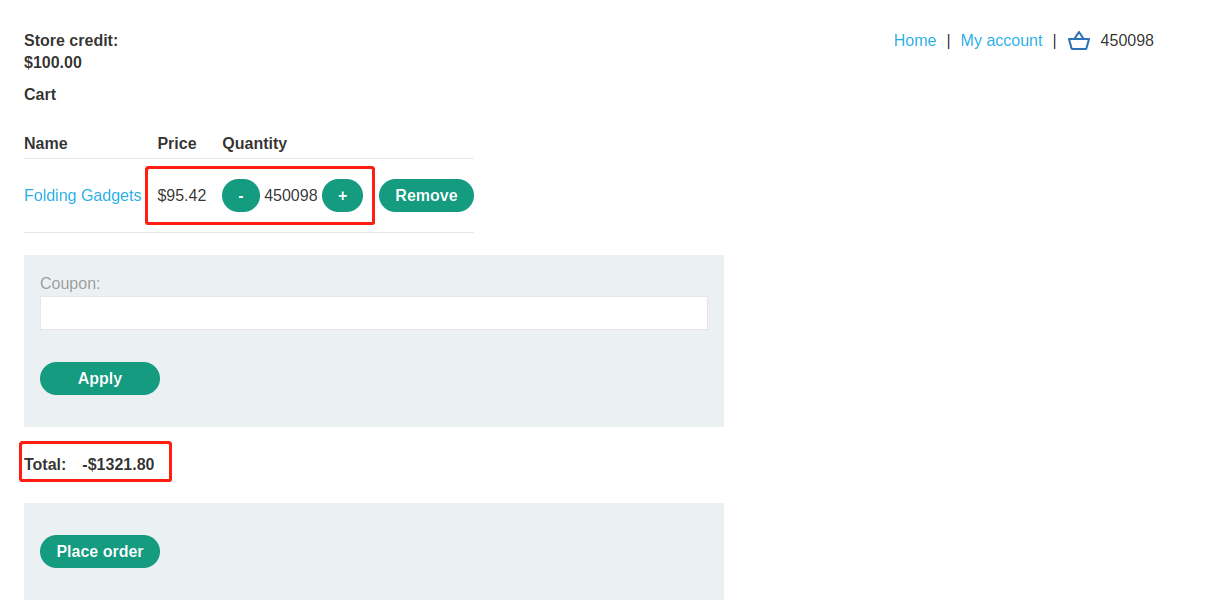 Store credit:
$100.00
Home | My account | 450098
Cart
Name Price Quantity
Folding Gadgets $95.42 - 450098 + Remove
Coupon:
Apply
Total: -$1321.80
Place order